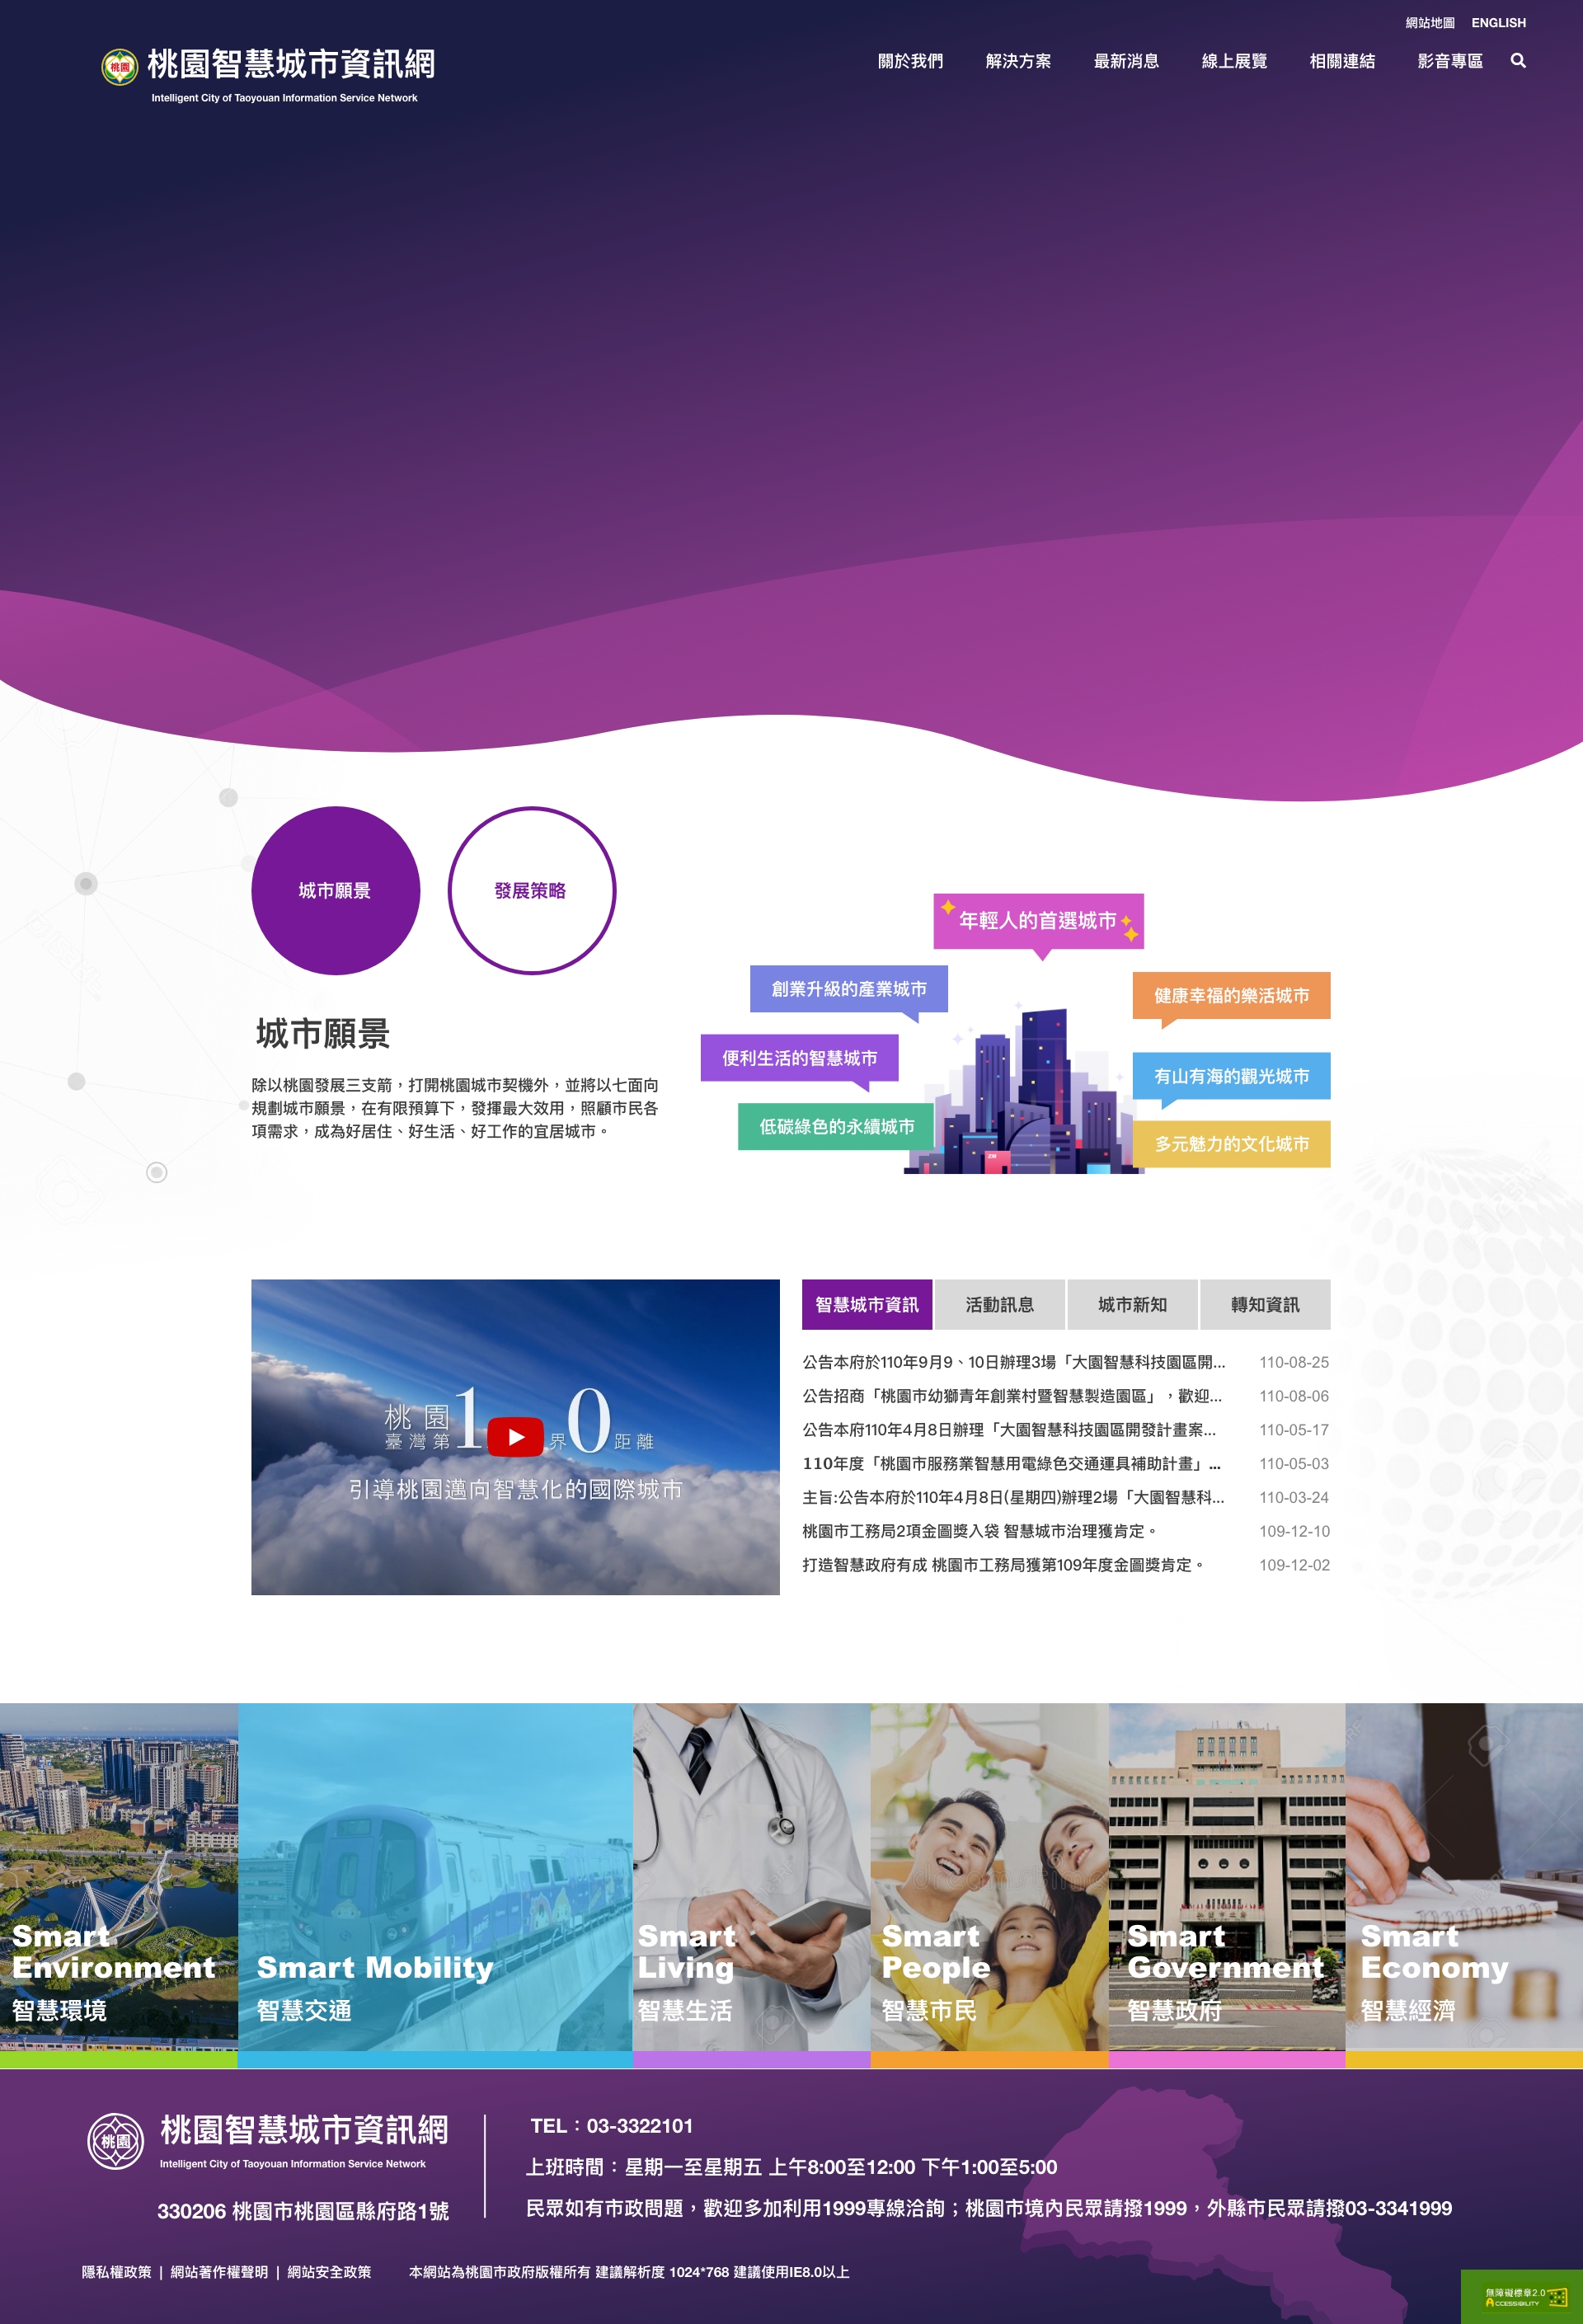 網站地圖 ENGLISH
桃園 桃園智慧城市資訊網
Intelligent City of Taoyouan Information Service Network
關於我們 解決方案 最新消息 線上展覽 相關連結 影音專區
城市願景 發展策略
城市願景
除以桃園發展三支箭，打開桃園城市契機外，並將以七面向
規劃城市願景，在有限預算下，發揮最大效用，照顧市民各
項需求，成為好居住、好生活、好工作的宜居城市。
年輕人的首選城市
創業升級的產業城市
健康幸福的樂活城市
便利生活的智慧城市
有山有海的觀光城市
低碳綠色的永續城市
多元魅力的文化城市
桃園
臺灣第1 界0距離
引導桃園邁向智慧化的國際城市
智慧城市資訊 活動訊息 城市新知 轉知資訊
公告本府於110年9月9、10日辦理3場「大園智慧科技園區開... 110-08-25
公告招商「桃園市幼獅青年創業村暨智慧製造園區」，歡迎... 110-08-06
公告本府110年4月8日辦理「大園智慧科技園區開發計畫案... 110-05-17
110年度「桃園市服務業智慧用電綠色交通運具補助計畫」... 110-05-03
主旨:公告本府於110年4月8日(星期四)辦理2場「大園智慧科... 110-03-24
桃園市工務局2項金圖獎入袋 智慧城市治理獲肯定。 109-12-10
打造智慧政府有成 桃園市工務局獲第109年度金圖獎肯定。 109-12-02
Smart
Environment
智慧環境
Smart Mobility
智慧交通
Smart
Living
智慧生活
Smart
People
智慧市民
Smart
Government
智慧政府
Smart
Economy
智慧經濟
桃園 桃園智慧城市資訊網
Intelligent City of Taoyouan Information Service Network
330206 桃園市桃園區縣府路1號
TEL：03-3322101
上班時間：星期一至星期五 上午8:00至12:00 下午1:00至5:00
民眾如有市政問題，歡迎多加利用1999專線洽詢；桃園市境內民眾請撥1999，外縣市民眾請撥03-3341999
隱私權政策 | 網站著作權聲明 | 網站安全政策 本網站為桃園市政府版權所有 建議解析度 1024*768 建議使用IE8.0以上
無障礙標章2.0
ACCESSIBILITY